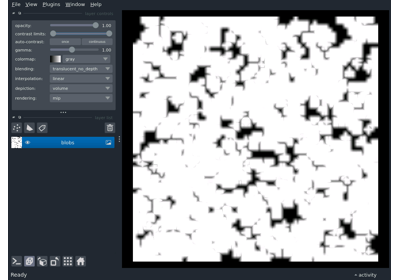 File View Plugins Window Help
opacity: 1.00
contrast limits:
auto-contrast: once continuous
gamma: 1.00
colormap: gray
blending: translucent_no_depth
interpolation: linear
depiction: volume
rendering: mip
blobs
Ready
activity